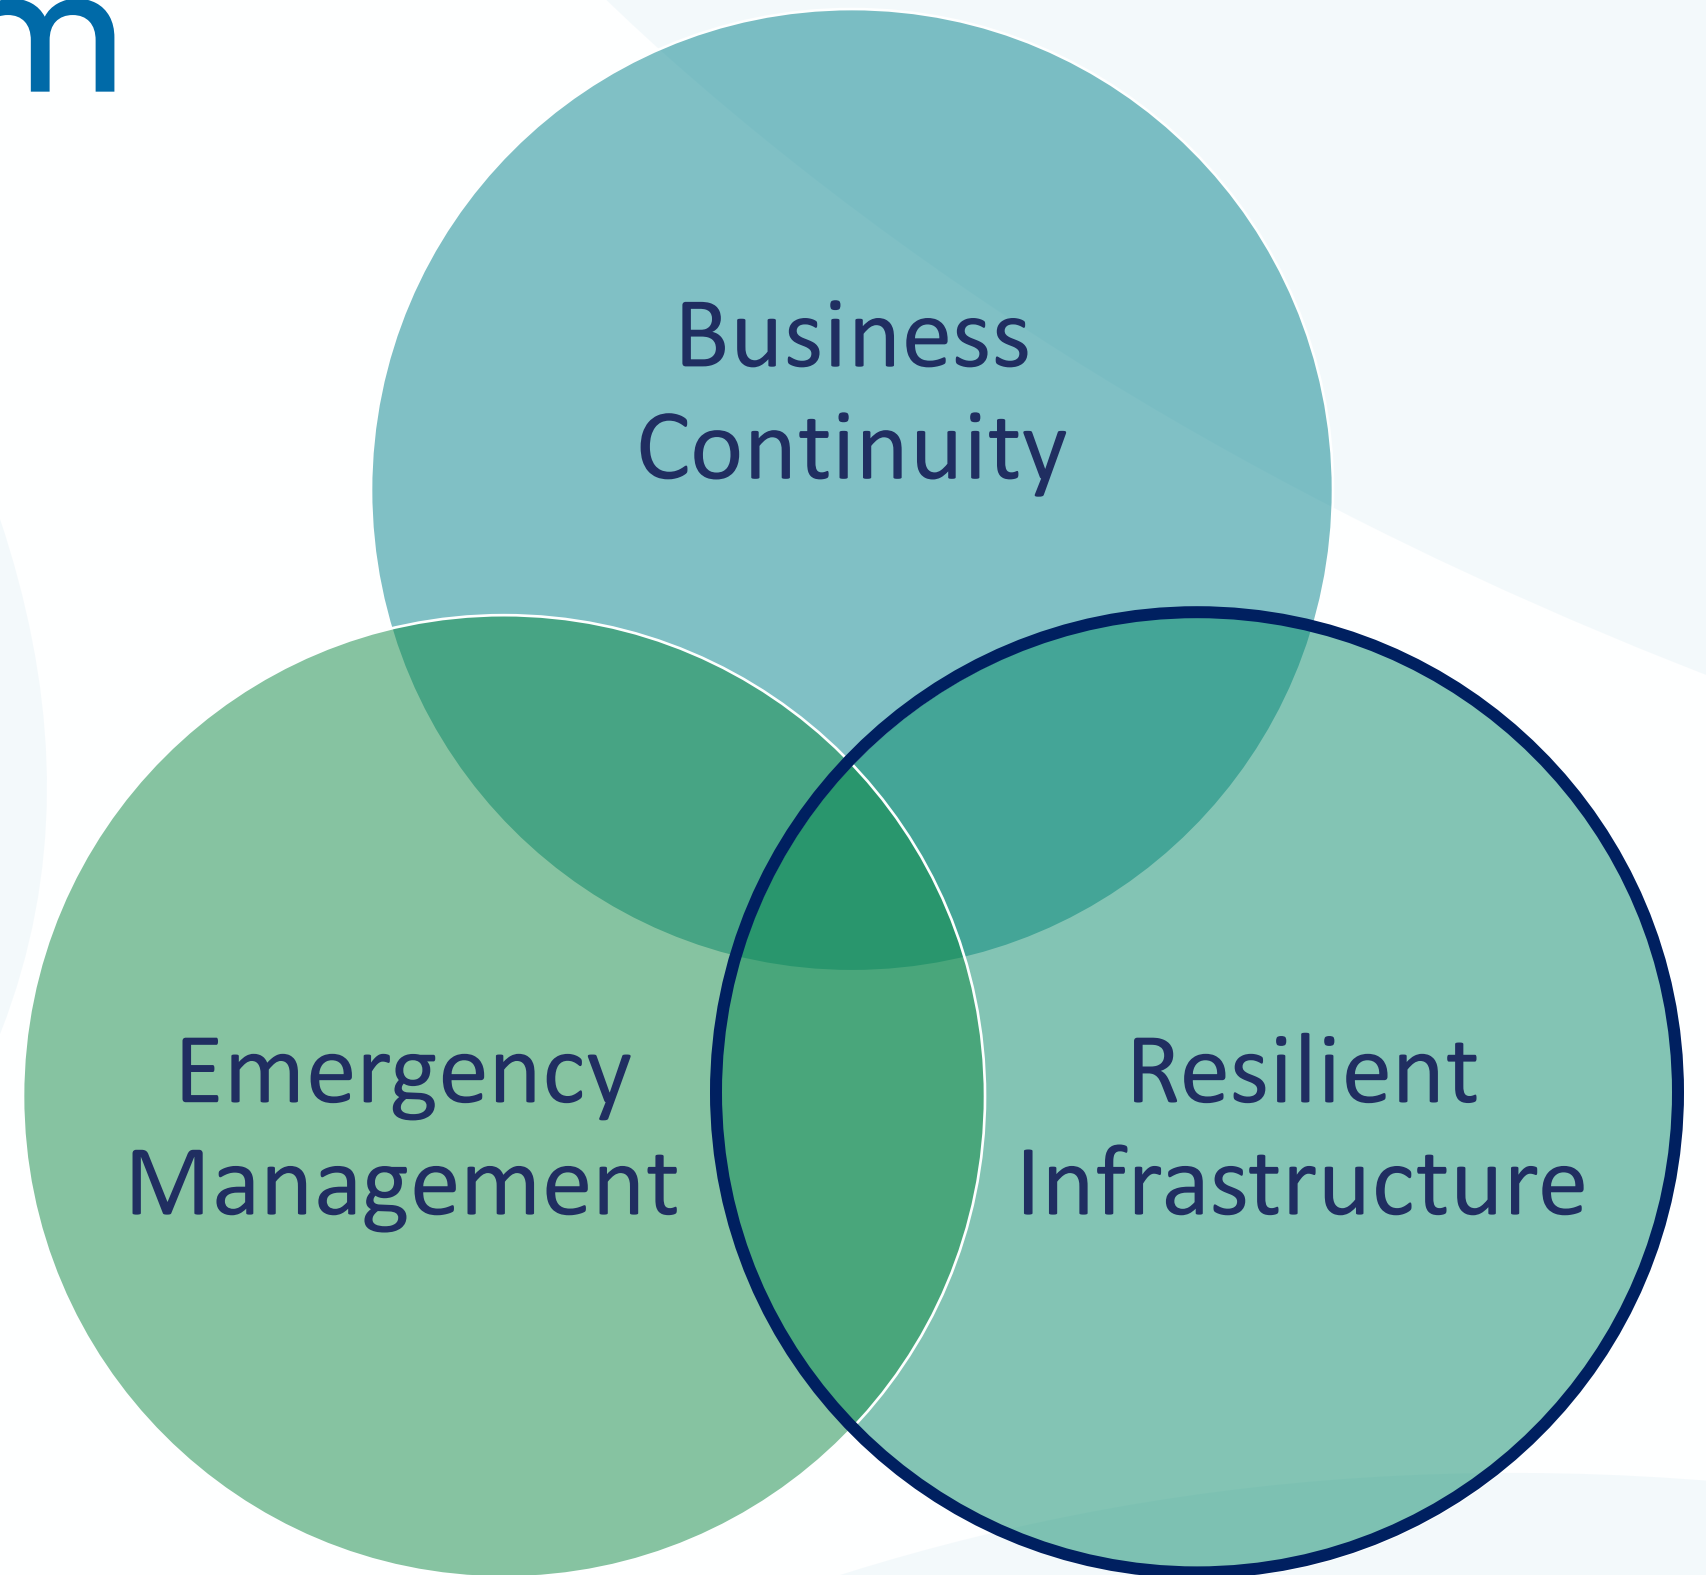 m
Business
Continuity
Emergency
Management
Resilient
Infrastructure